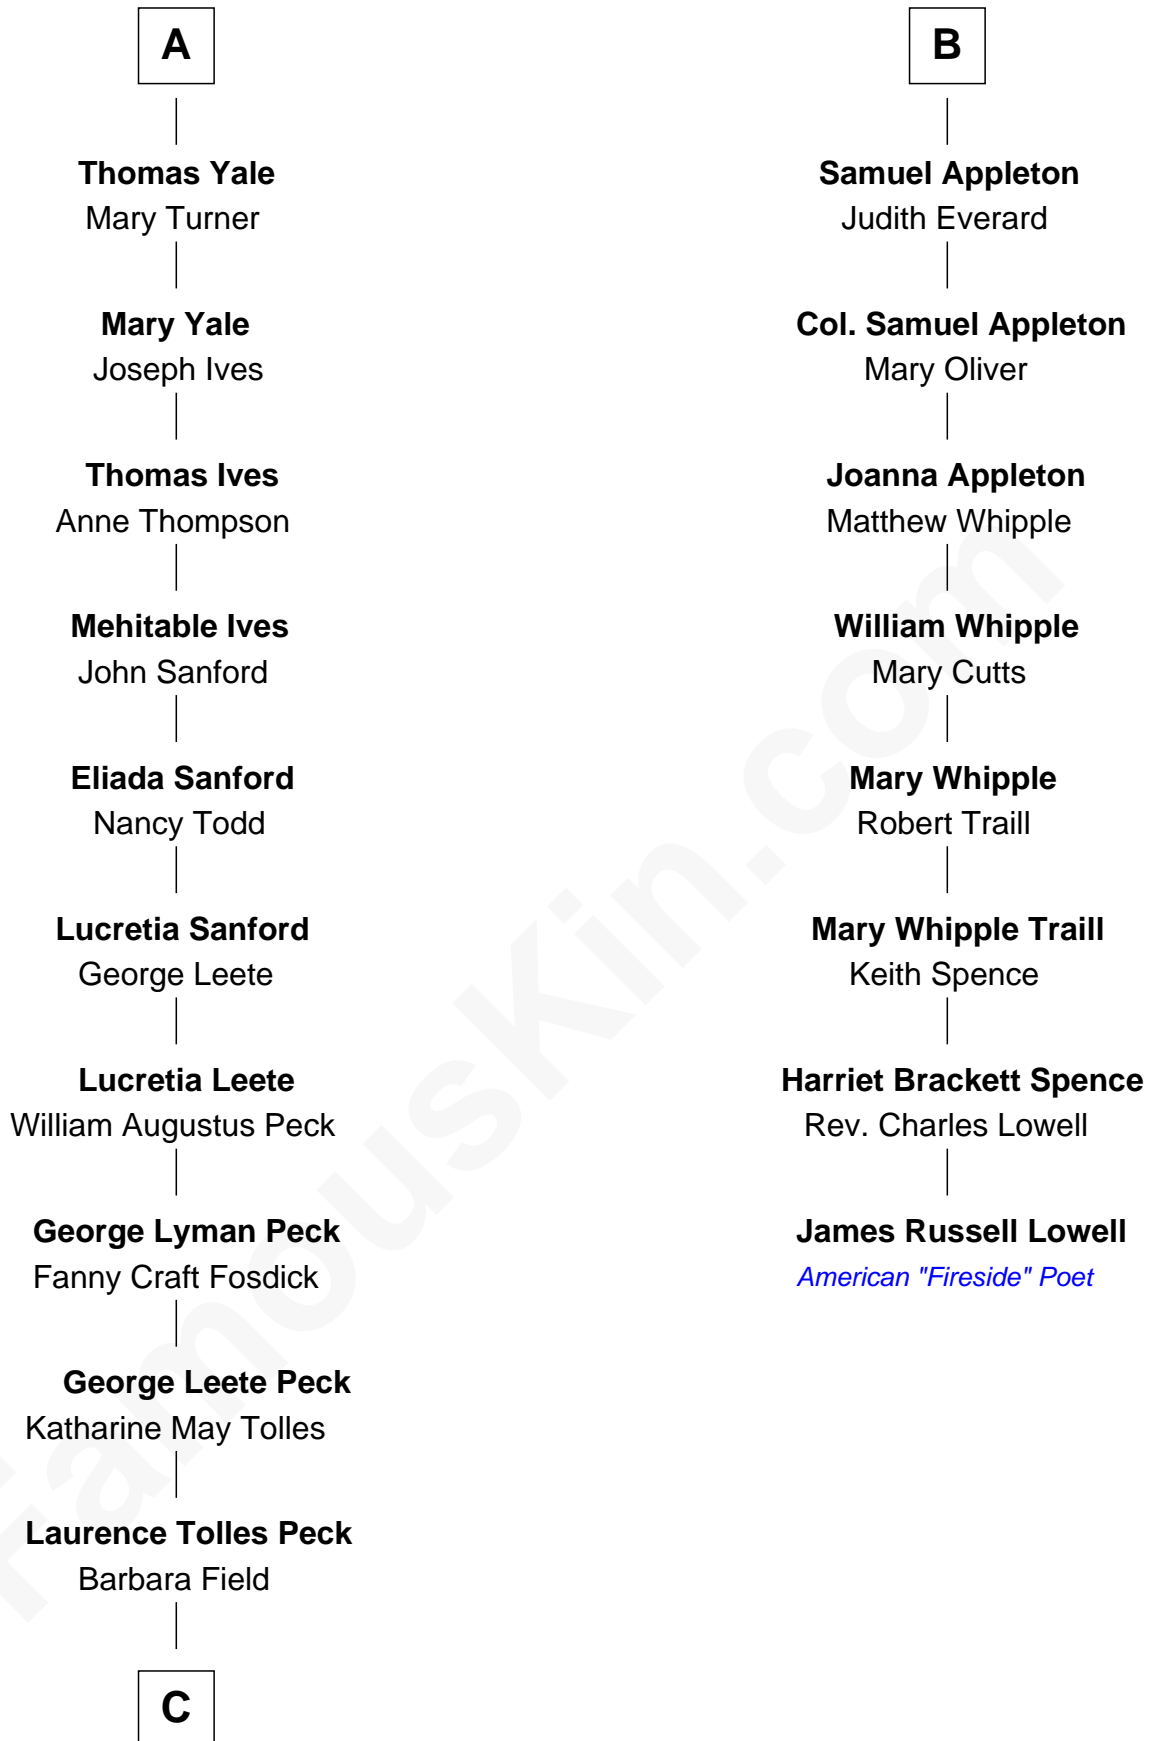 A
Thomas Yale
Mary Turner
Mary Yale
Joseph Ives
Thomas Ives
Anne Thompson
Mehitable Ives
John Sanford
Eliada Sanford
Nancy Todd
Lucretia Sanford
George Leete
Lucretia Leete
William Augustus Peck
George Lyman Peck
Fanny Craft Fosdick
George Leete Peck
Katharine May Tolles
Laurence Tolles Peck
Barbara Field
C
B
Samuel Appleton
Judith Everard
Col. Samuel Appleton
Mary Oliver
Joanna Appleton
Matthew Whipple
William Whipple
Mary Cutts
Mary Whipple
Robert Traill
Mary Whipple Traill
Keith Spence
Harriet Brackett Spence
Rev. Charles Lowell
James Russell Lowell
American "Fireside" Poet
FamousKin.com